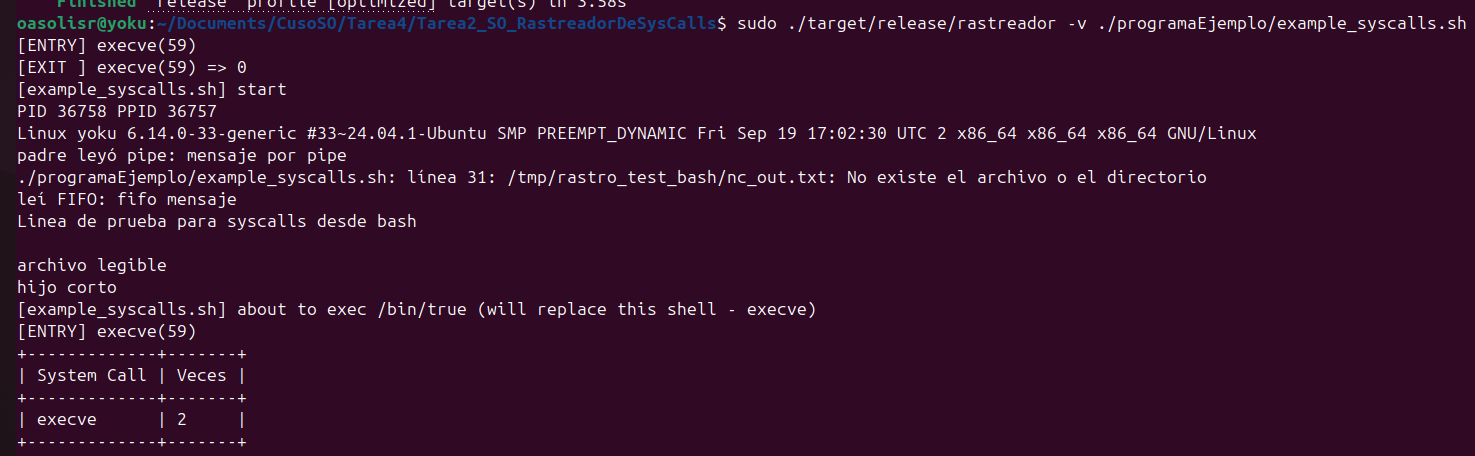 Finished `release` profile [optimized] target(s) in 3.58s
oasolisr@yoku:~/Documents/CusoSO/Tarea4/Tarea2_SO_RastreadorDeSysCalls$ sudo ./target/release/rastreador -v ./programaEjemplo/example_syscalls.sh
[ENTRY] execve(59)
[EXIT ] execve(59) => 0
[example_syscalls.sh] start
PID 36758 PPID 36757
Linux yoku 6.14.0-33-generic #33~24.04.1-Ubuntu SMP PREEMPT_DYNAMIC Fri Sep 19 17:02:30 UTC 2 x86_64 x86_64 x86_64 GNU/Linux
padre leyó pipe: mensaje por pipe
./programaEjemplo/example_syscalls.sh: línea 31: /tmp/rastro_test_bash/nc_out.txt: No existe el archivo o el directorio
leí FIFO: fifo mensaje
Linea de prueba para syscalls desde bash

archivo legible
hijo corto
[example_syscalls.sh] about to exec /bin/true (will replace this shell - execve)
[ENTRY] execve(59)
+-------------+-------+
| System Call | Veces |
+-------------+-------+
| execve      | 2     |
+-------------+-------+